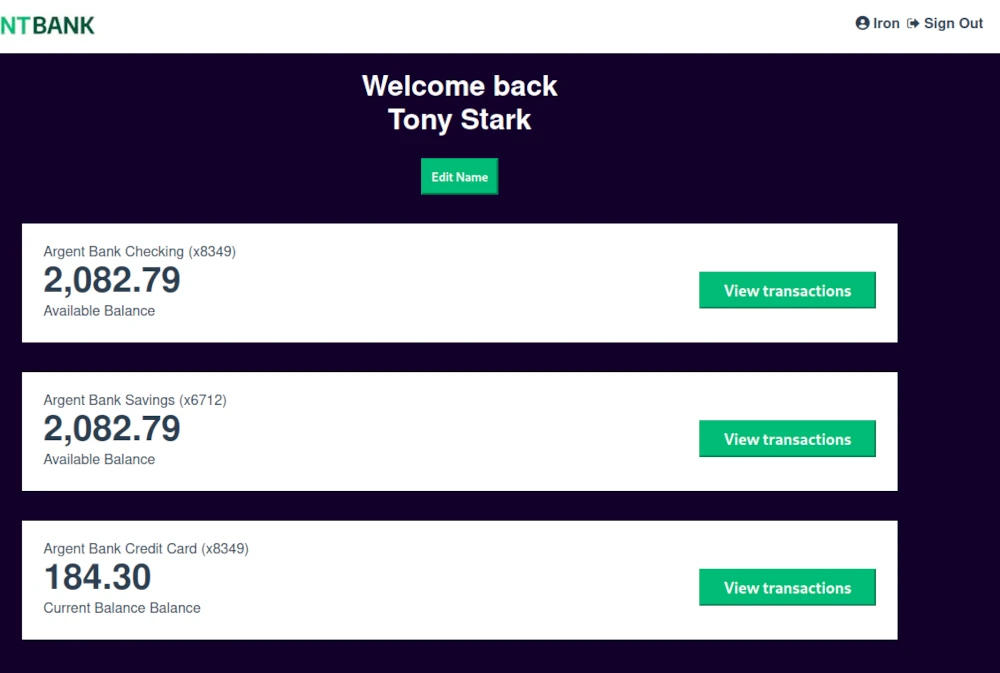 NTBANK
Iron Sign Out
Welcome back
Tony Stark
Edit Name
Argent Bank Checking (x8349)
2,082.79
Available Balance
View transactions
Argent Bank Savings (x6712)
2,082.79
Available Balance
View transactions
Argent Bank Credit Card (x8349)
184.30
Current Balance Balance
View transactions